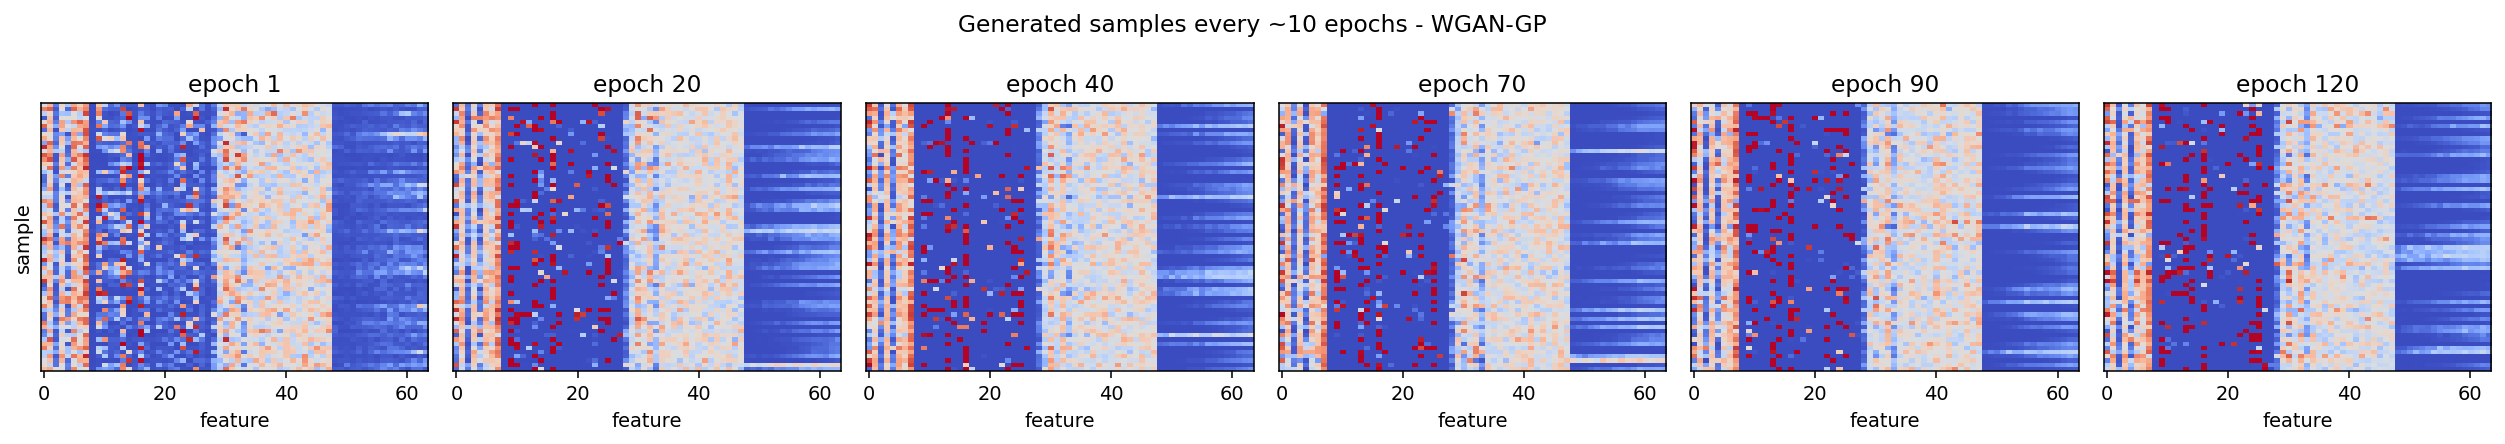 Generated samples every ~10 epochs - WGAN-GP
epoch 1
epoch 20
epoch 40
epoch 70
epoch 90
epoch 120
sample
0 20 40 60
0 20 40 60
0 20 40 60
0 20 40 60
0 20 40 60
0 20 40 60
feature
feature
feature
feature
feature
feature